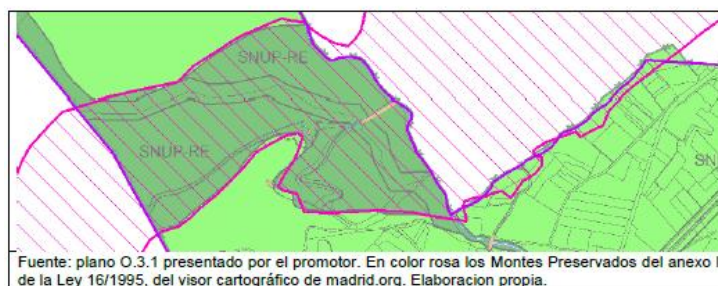 SNUP-RE
SNUP-RE
SN
Fuente: plano O.3.1 presentado por el promotor. En color rosa los Montes Preservados del anexo
de la Ley 16/1995, del visor cartográfico de madrid.org. Elaboracion propia.